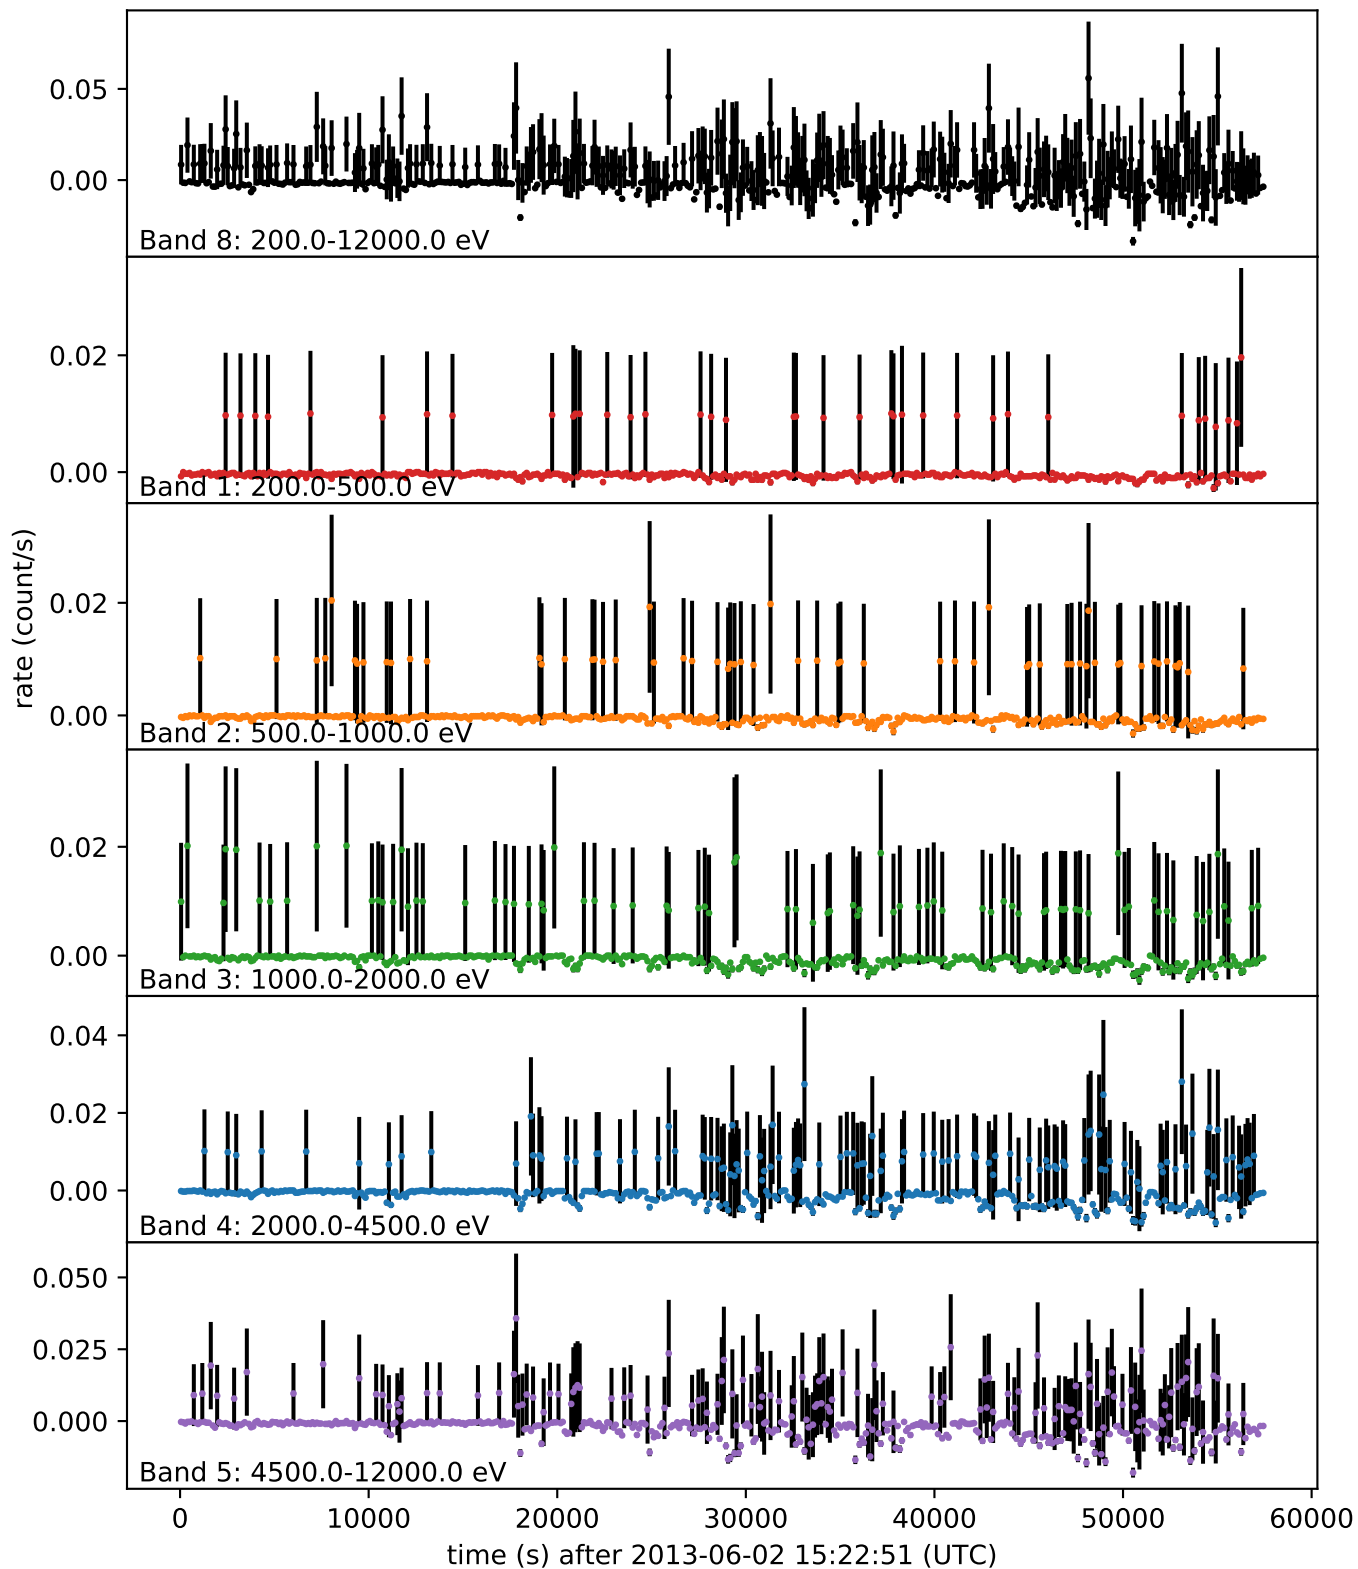 0.05
0.00
Band 8: 200.0-12000.0 eV
0.02
0.00
Band 1: 200.0-500.0 eV
0.02
0.00
Band 2: 500.0-1000.0 eV
rate (count/s)
0.02
0.00
Band 3: 1000.0-2000.0 eV
0.04
0.02
0.00
Band 4: 2000.0-4500.0 eV
0.050
0.025
0.000
Band 5: 4500.0-12000.0 eV
0 10000 20000 30000 40000 50000 60000
time (s) after 2013-06-02 15:22:51 (UTC)